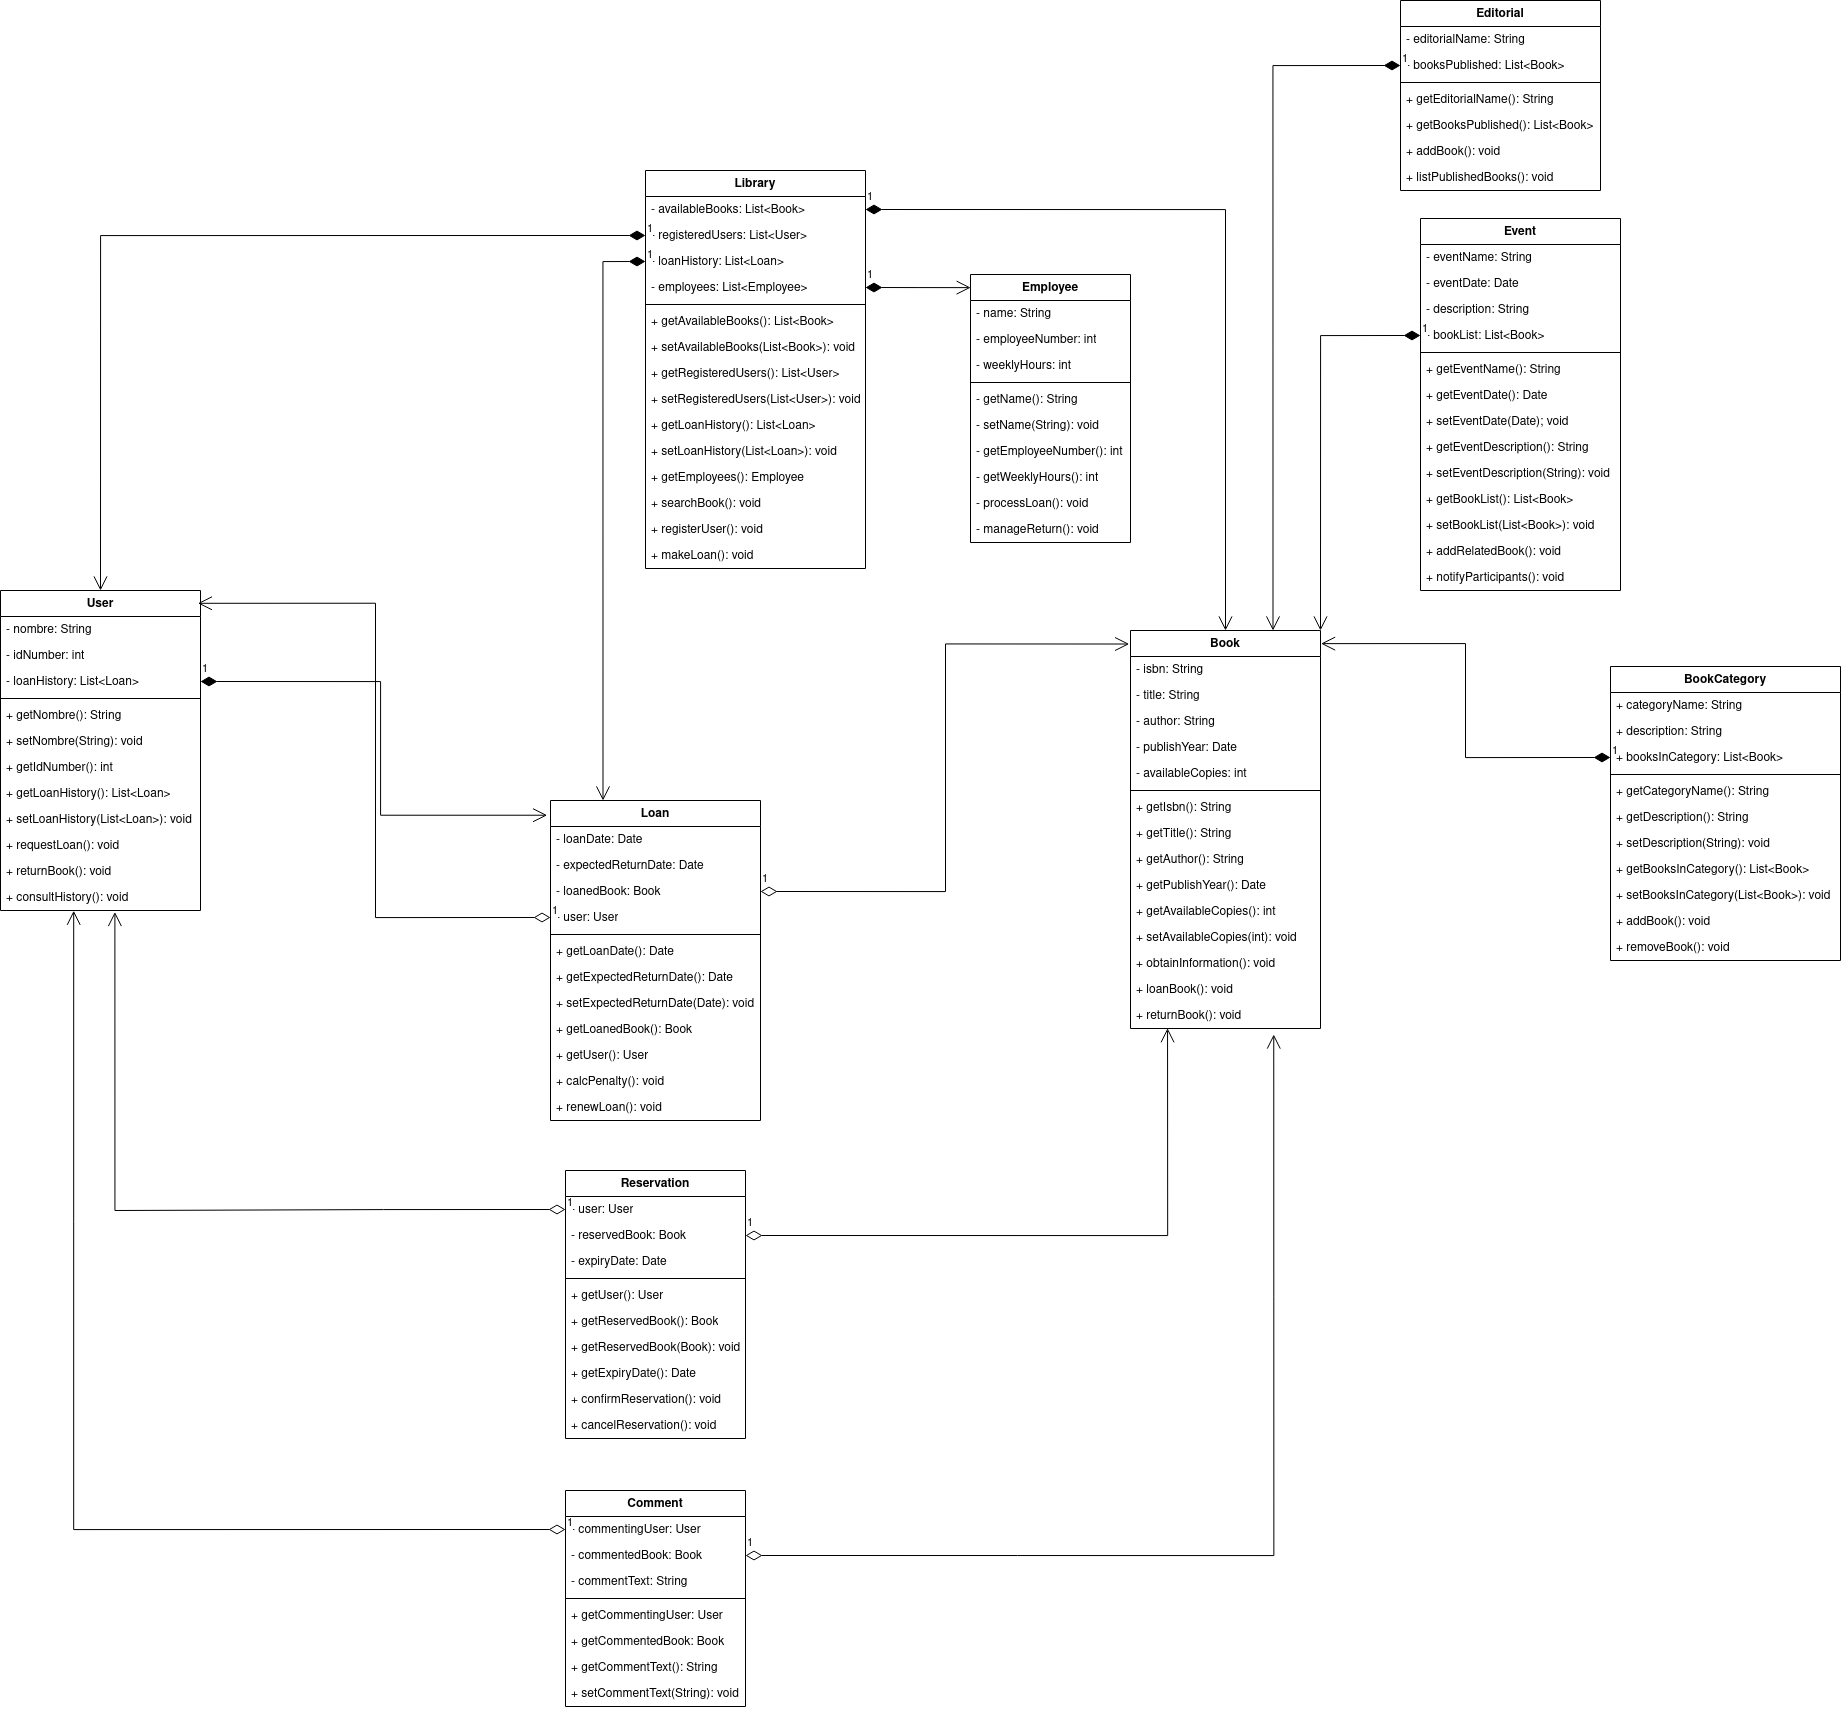 Editorial
- editorialName: String
1
- booksPublished: List<Book>
+ getEditorialName(): String
+ getBooksPublished(): List<Book>
+ addBook(): void
+ listPublishedBooks(): void
Library
- availableBooks: List<Book>
1
1
- registeredUsers: List<User>
1
- loanHistory: List<Loan>
- employees: List<Employee>
1
+ getAvailableBooks(): List<Book>
+ setAvailableBooks(List<Book>): void
+ getRegisteredUsers(): List<User>
+ setRegisteredUsers(List<User>): void
+ getLoanHistory(): List<Loan>
+ setLoanHistory(List<Loan>): void
+ getEmployees(): Employee
+ searchBook(): void
+ registerUser(): void
+ makeLoan(): void
Employee
- name: String
- employeeNumber: int
- weeklyHours: int
- getName(): String
- setName(String): void
- getEmployeeNumber(): int
- getWeeklyHours(): int
- processLoan(): void
- manageReturn(): void
Event
- eventName: String
- eventDate: Date
- description: String
1
- bookList: List<Book>
+ getEventName(): String
+ getEventDate(): Date
+ setEventDate(Date); void
+ getEventDescription(): String
+ setEventDescription(String): void
+ getBookList(): List<Book>
+ setBookList(List<Book>): void
+ addRelatedBook(): void
+ notifyParticipants(): void
User
- nombre: String
- idNumber: int
- loanHistory: List<Loan>
1
+ getNombre(): String
+ setNombre(String): void
+ getIdNumber(): int
+ getLoanHistory(): List<Loan>
+ setLoanHistory(List<Loan>): void
+ requestLoan(): void
+ returnBook(): void
+ consultHistory(): void
Book
- isbn: String
- title: String
- author: String
- publishYear: Date
- availableCopies: int
+ getIsbn(): String
+ getTitle(): String
+ getAuthor(): String
+ getPublishYear(): Date
+ getAvailableCopies(): int
+ setAvailableCopies(int): void
+ obtainInformation(): void
+ loanBook(): void
+ returnBook(): void
BookCategory
+ categoryName: String
+ description: String
1
+ booksInCategory: List<Book>
+ getCategoryName(): String
+ getDescription(): String
+ setDescription(String): void
+ getBooksInCategory(): List<Book>
+ setBooksInCategory(List<Book>): void
+ addBook(): void
+ removeBook(): void
Loan
- loanDate: Date
- expectedReturnDate: Date
- loanedBook: Book
1
1
- user: User
+ getLoanDate(): Date
+ getExpectedReturnDate(): Date
+ setExpectedReturnDate(Date): void
+ getLoanedBook(): Book
+ getUser(): User
+ calcPenalty(): void
+ renewLoan(): void
Reservation
1
- user: User
- reservedBook: Book
1
- expiryDate: Date
+ getUser(): User
+ getReservedBook(): Book
+ getReservedBook(Book): void
+ getExpiryDate(): Date
+ confirmReservation(): void
+ cancelReservation(): void
Comment
1
- commentingUser: User
- commentedBook: Book
1
- commentText: String
+ getCommentingUser: User
+ getCommentedBook: Book
+ getCommentText(): String
+ setCommentText(String): void